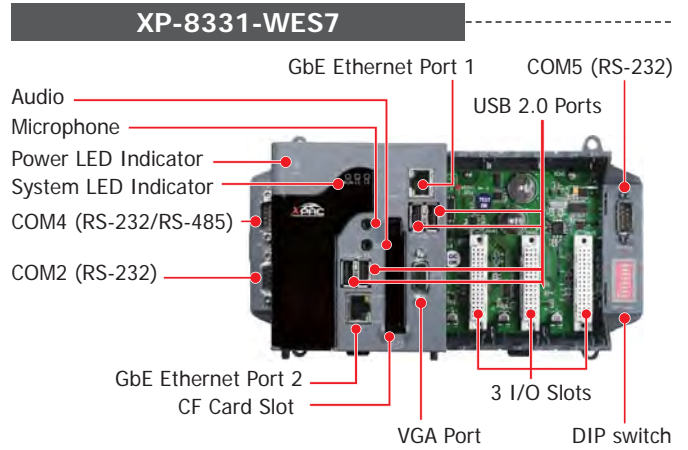 XP-8331-WES7
GbE Ethernet Port 1
COM5 (RS-232)
Audio
USB 2.0 Ports
Microphone
Power LED Indicator
System LED Indicator
COM4 (RS-232/RS-485)
XPAC
COM2 (RS-232)
GbE Ethernet Port 2
3 I/O Slots
CF Card Slot
VGA Port
DIP switch